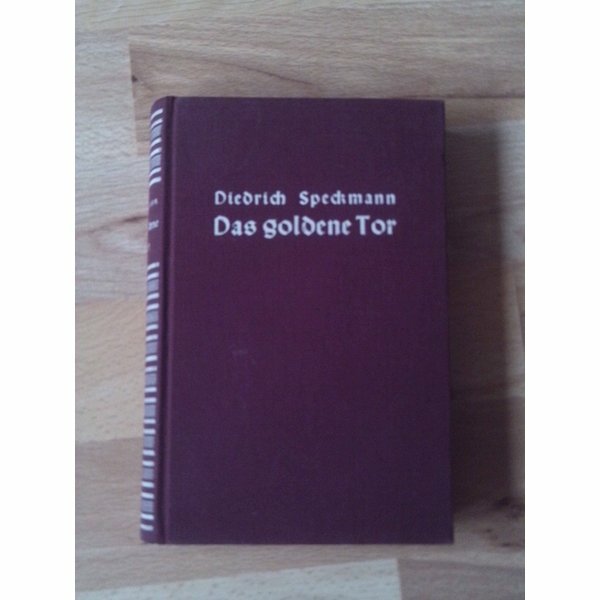 Diedrich Speckmann
Das goldene Tor